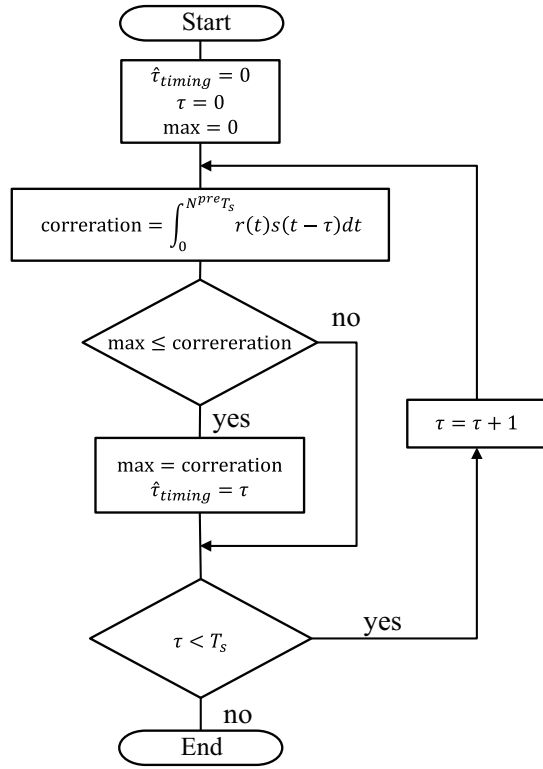 Start
τ̂_timing = 0
τ = 0
max = 0
correration = ∫₀^{N^{pre}T_s} r(t)s(t − τ)dt
max ≤ correreration
no
yes
max = correration
τ̂_timing = τ
τ = τ + 1
τ < T_s
yes
no
End